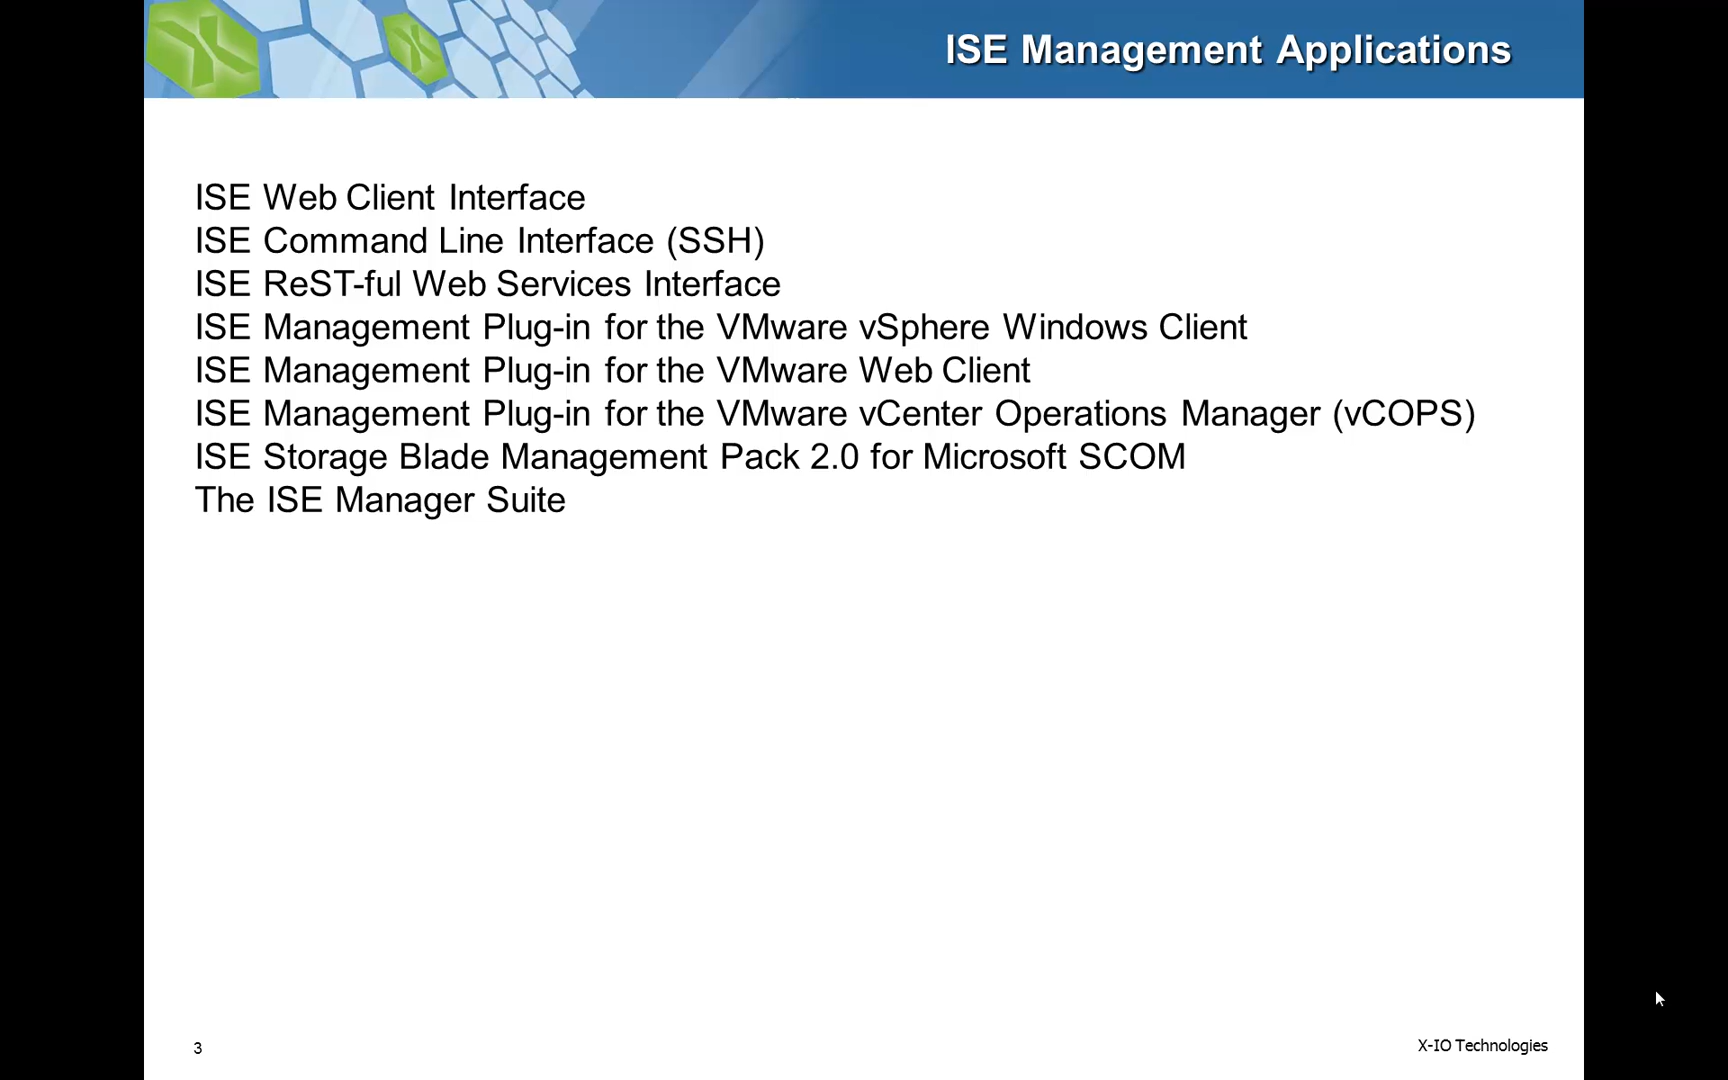 ISE Management Applications
ISE Web Client Interface
ISE Command Line Interface (SSH)
ISE ReST-ful Web Services Interface
ISE Management Plug-in for the VMware vSphere Windows Client
ISE Management Plug-in for the VMware Web Client
ISE Management Plug-in for the VMware vCenter Operations Manager (vCOPS)
ISE Storage Blade Management Pack 2.0 for Microsoft SCOM
The ISE Manager Suite
3
X-IO Technologies